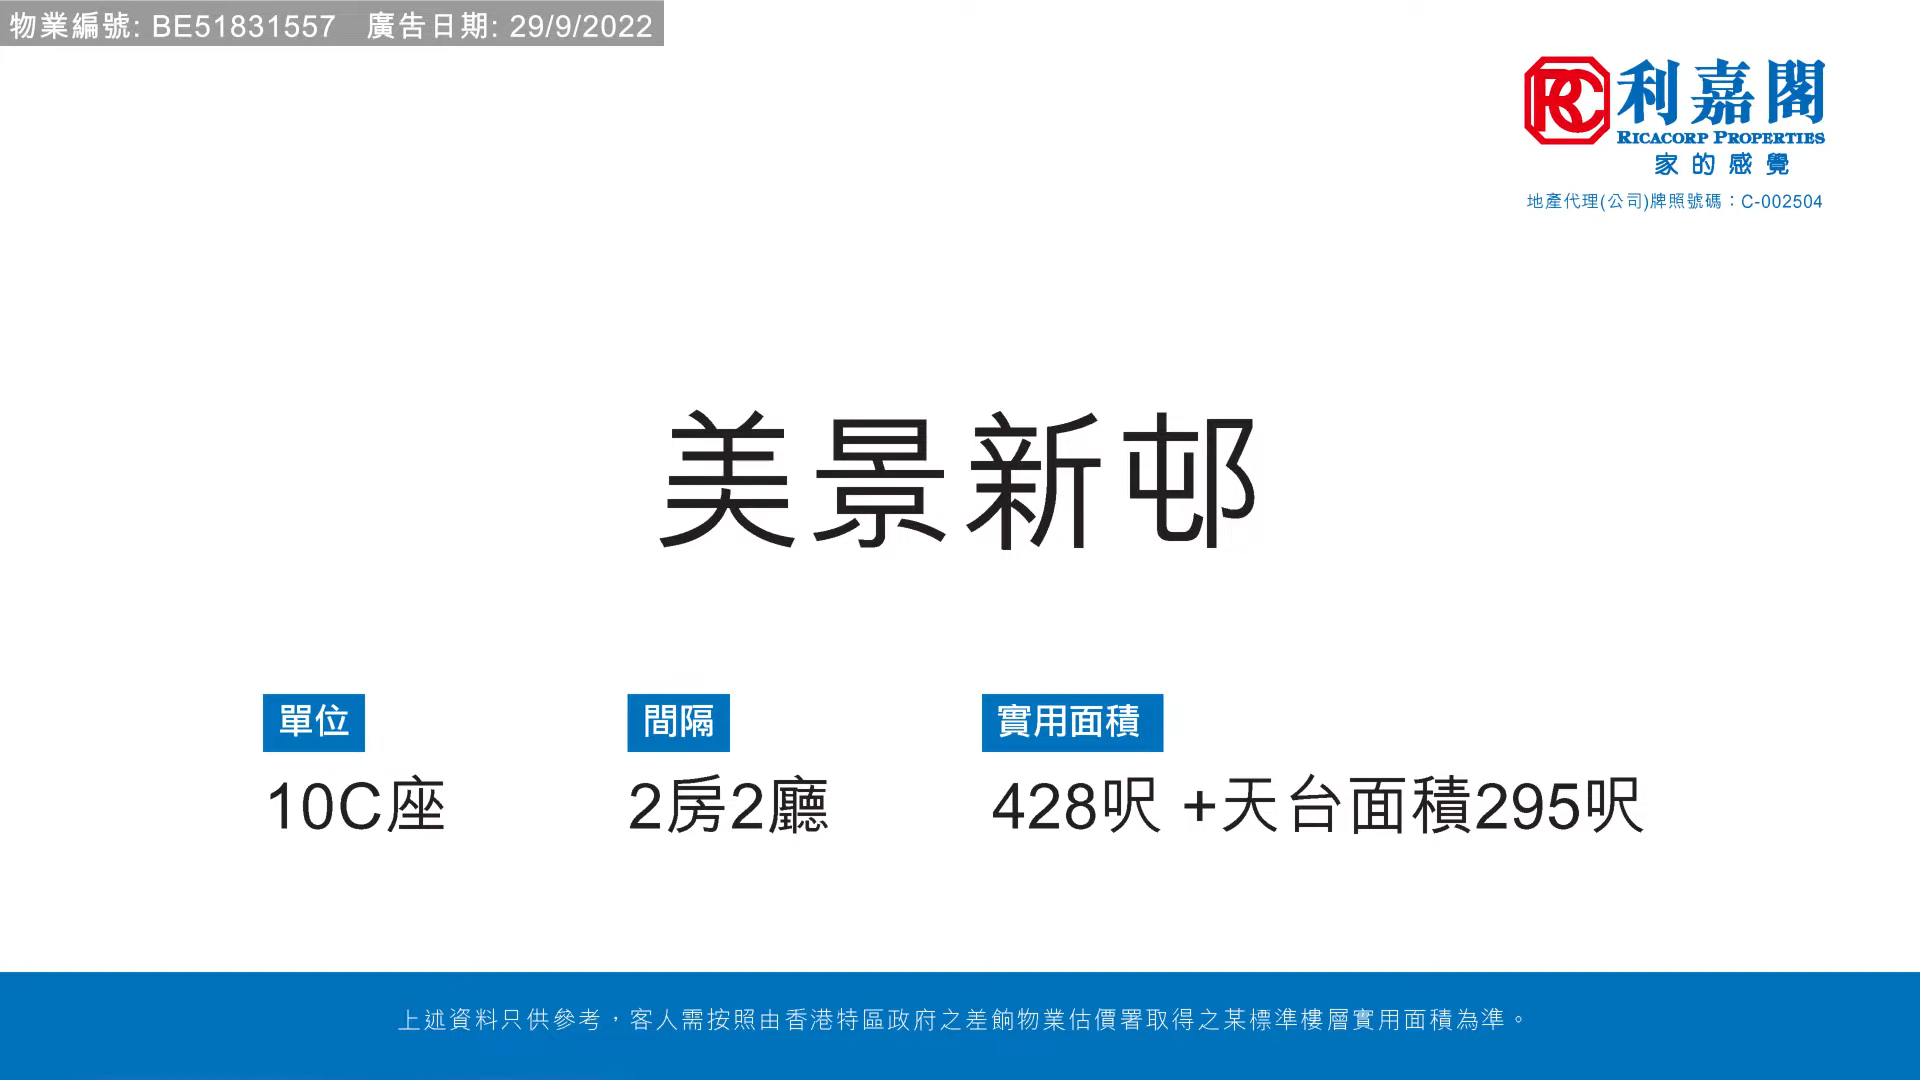 物業編號: BE51831557 廣告日期: 29/9/2022
RC 利嘉閣
RICACORP PROPERTIES
家的感覺
地產代理(公司)牌照號碼：C-002504
美景新邨
單位 間隔 實用面積
10C座 2房2廳 428呎 +天台面積295呎
上述資料只供參考，客人需按照由香港特區政府之差餉物業估價署取得之某標準樓層實用面積為準。